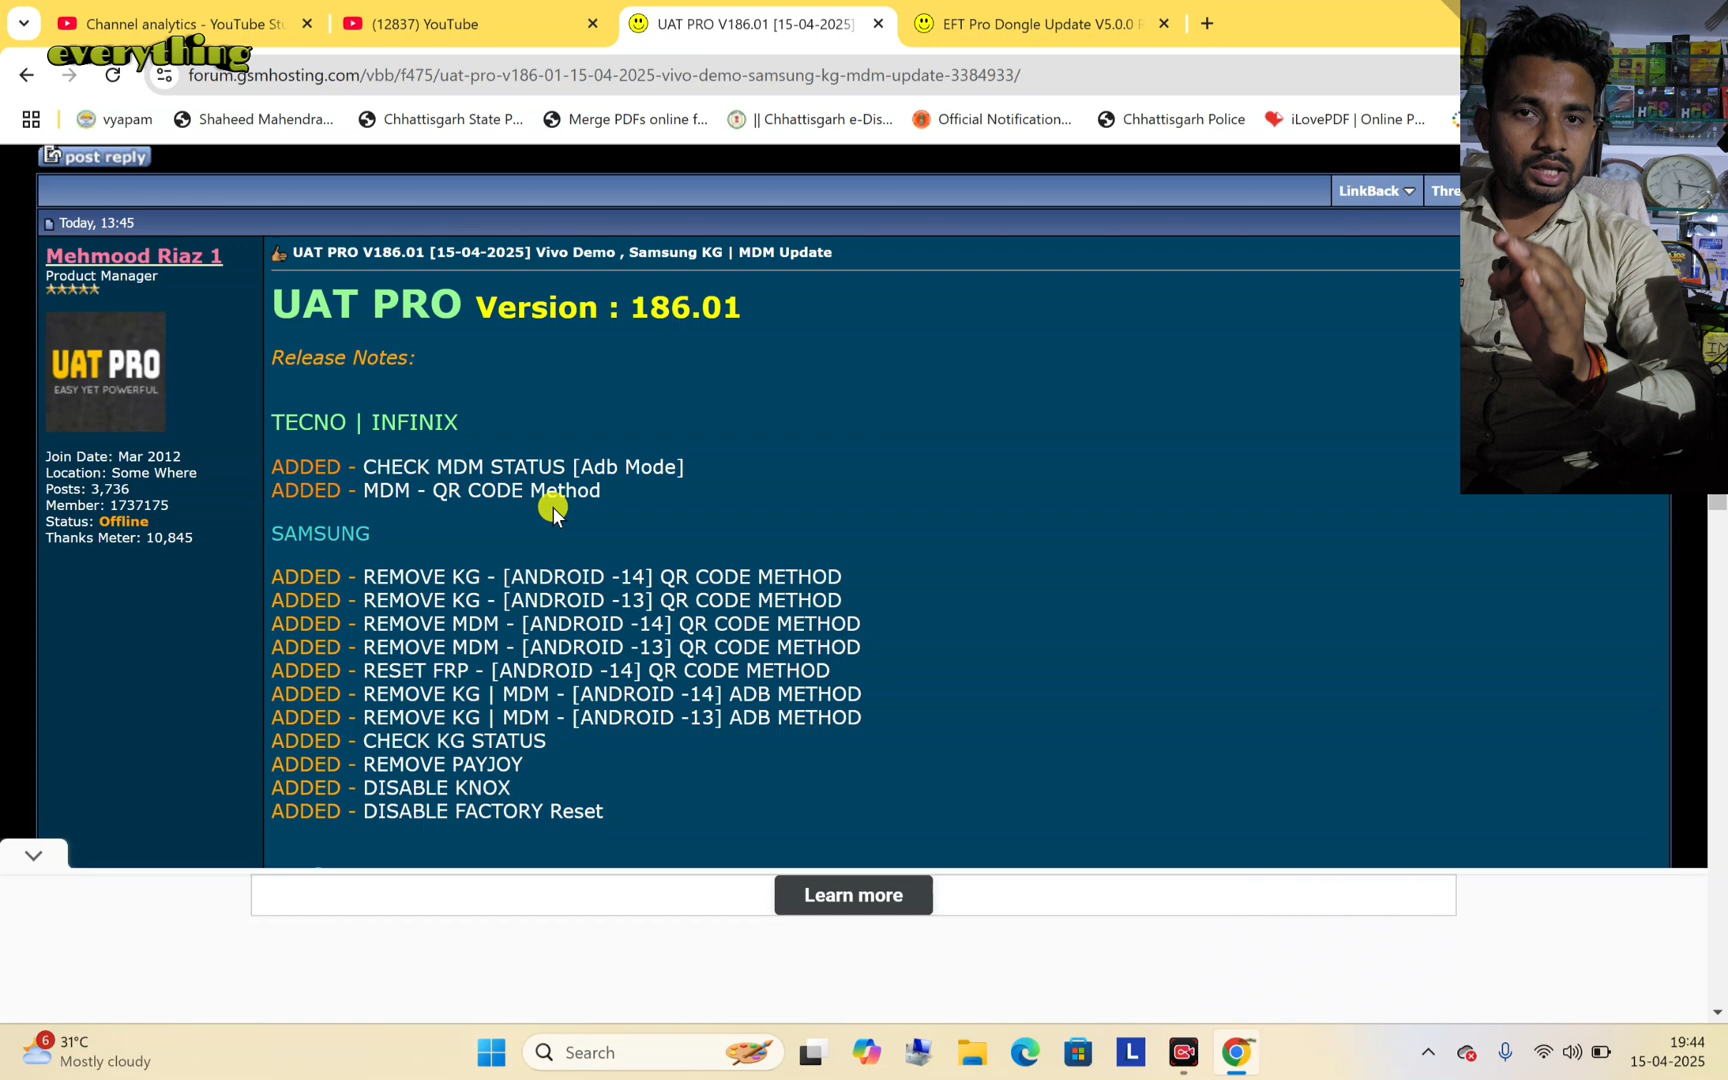 Channel analytics - YouTube Stu
(12837) YouTube
UAT PRO V186.01 [15-04-2025]
EFT Pro Dongle Update V5.0.0 R
everything
forum.gsmhosting.com/vbb/f475/uat-pro-v186-01-15-04-2025-vivo-demo-samsung-kg-mdm-update-3384933/
vyapam
Shaheed Mahendra...
Chhattisgarh State P...
Merge PDFs online f...
|| Chhattisgarh e-Dis...
Official Notification...
Chhattisgarh Police
iLovePDF | Online P...
post reply
LinkBack
Thre
Today, 13:45
Mehmood Riaz 1
Product Manager
UAT PRO
EASY YET POWERFUL
Join Date: Mar 2012
Location: Some Where
Posts: 3,736
Member: 1737175
Status: Offline
Thanks Meter: 10,845
UAT PRO V186.01 [15-04-2025] Vivo Demo , Samsung KG | MDM Update
UAT PRO Version : 186.01
Release Notes:
TECNO | INFINIX
ADDED - CHECK MDM STATUS [Adb Mode]
ADDED - MDM - QR CODE Method
SAMSUNG
ADDED - REMOVE KG - [ANDROID -14] QR CODE METHOD
ADDED - REMOVE KG - [ANDROID -13] QR CODE METHOD
ADDED - REMOVE MDM - [ANDROID -14] QR CODE METHOD
ADDED - REMOVE MDM - [ANDROID -13] QR CODE METHOD
ADDED - RESET FRP - [ANDROID -14] QR CODE METHOD
ADDED - REMOVE KG | MDM - [ANDROID -14] ADB METHOD
ADDED - REMOVE KG | MDM - [ANDROID -13] ADB METHOD
ADDED - CHECK KG STATUS
ADDED - REMOVE PAYJOY
ADDED - DISABLE KNOX
ADDED - DISABLE FACTORY Reset
Learn more
6
31°C
Mostly cloudy
Search
L
19:44
15-04-2025